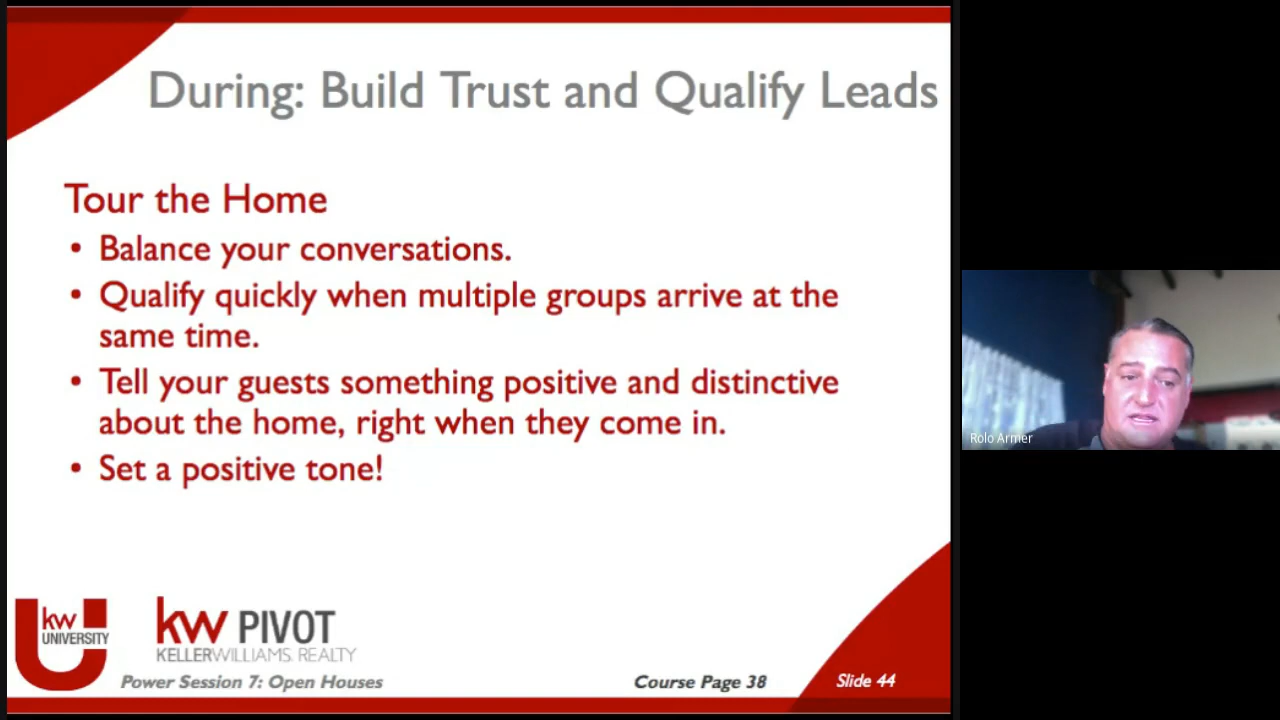 During: Build Trust and Qualify Leads
Tour the Home
• Balance your conversations.
• Qualify quickly when multiple groups arrive at the
same time.
• Tell your guests something positive and distinctive
about the home, right when they come in.
• Set a positive tone!
Rolo Armer
kw
UNIVERSITY
kw PIVOT
KELLERWILLIAMS. REALTY
Power Session 7: Open Houses
Course Page 38
Slide 44